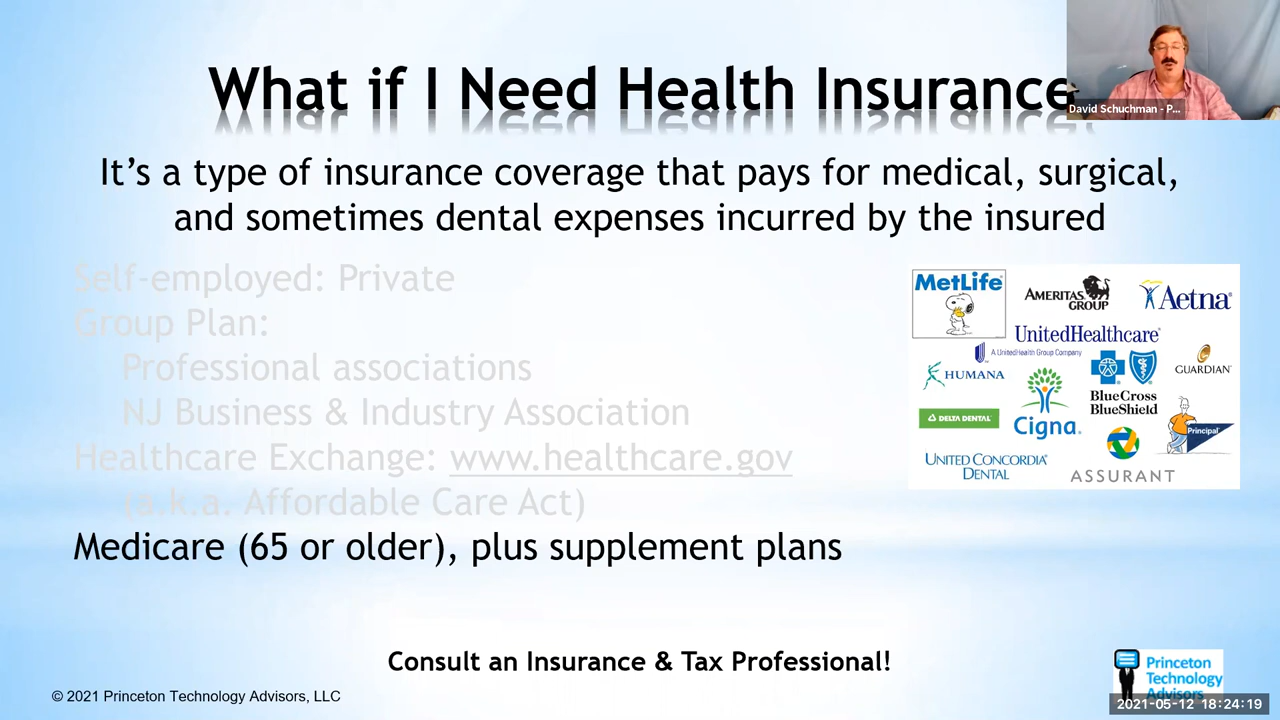 What if I Need Health Insurance
David Schuchman - P...
It's a type of insurance coverage that pays for medical, surgical,
and sometimes dental expenses incurred by the insured
Self-employed: Private
Group Plan:
Professional associations
NJ Business & Industry Association
Healthcare Exchange: www.healthcare.gov
(a.k.a. Affordable Care Act)
Medicare (65 or older), plus supplement plans
MetLife
AMERITAS GROUP
Aetna
UnitedHealthcare
A UnitedHealth Group Company
HUMANA
BlueCross
BlueShield
GUARDIAN
DELTA DENTAL
Cigna
Principal
UNITED CONCORDIA
DENTAL
ASSURANT
Consult an Insurance & Tax Professional!
© 2021 Princeton Technology Advisors, LLC
Princeton
Technology
Advisors
2021-05-12 18:24:19